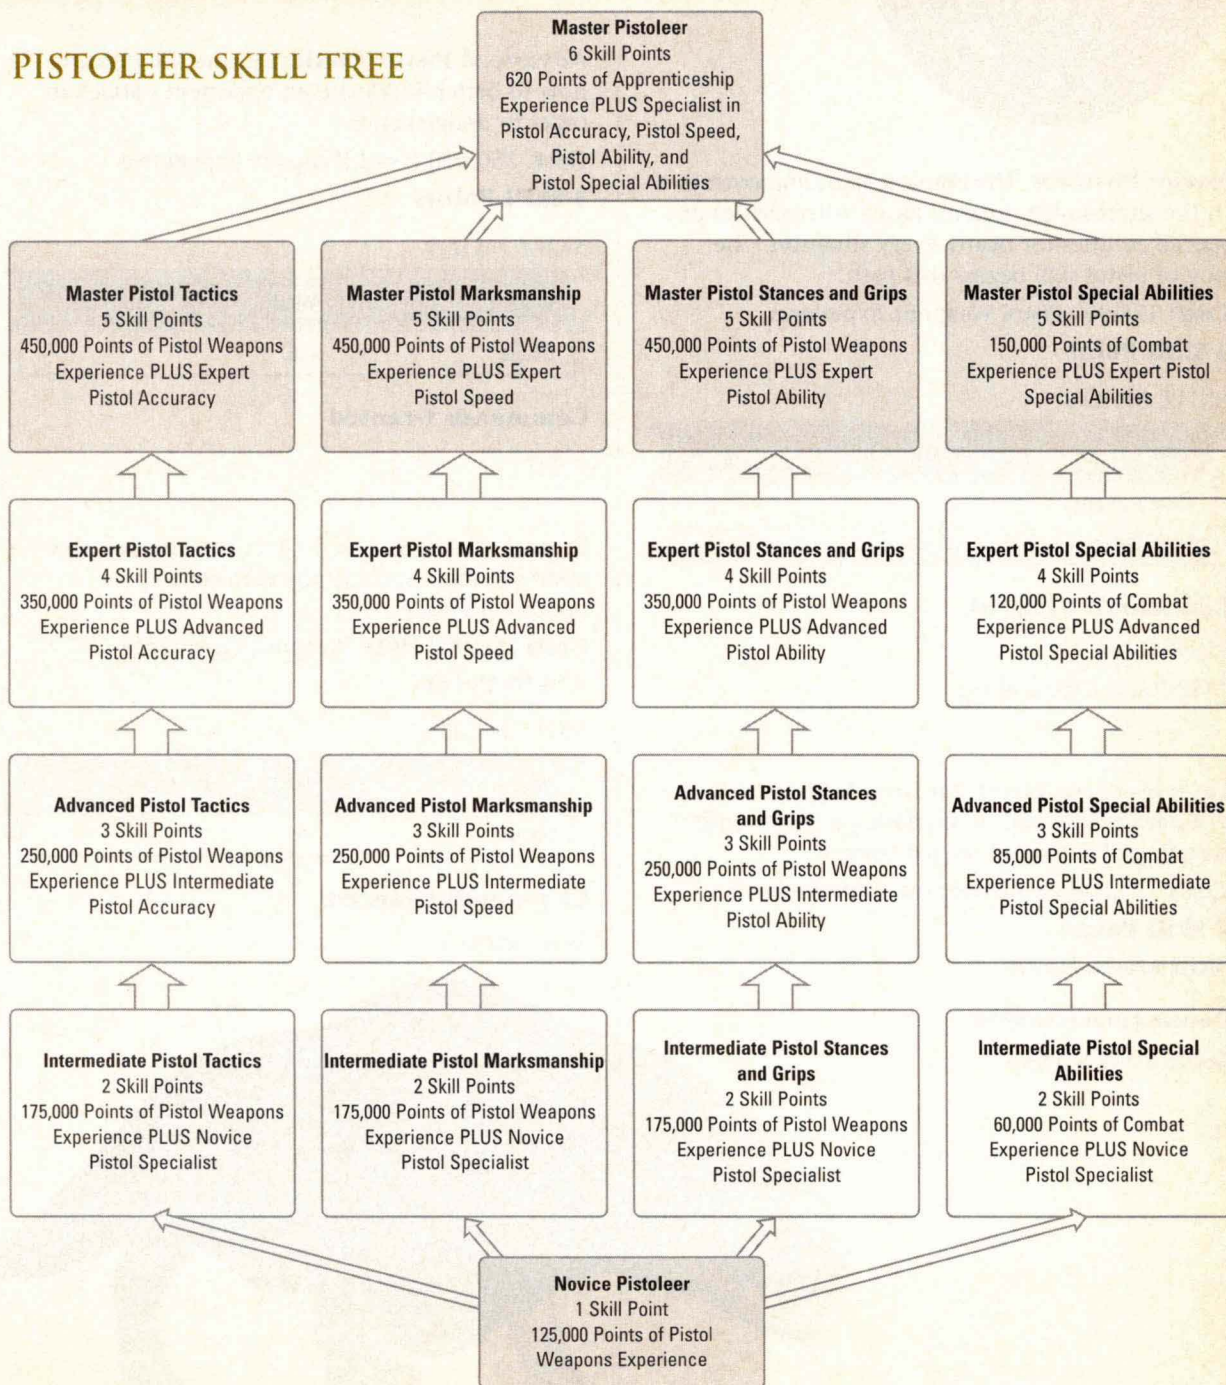 PISTOLEER SKILL TREE
Master Pistoleer
6 Skill Points
620 Points of Apprenticeship
Experience PLUS Specialist in
Pistol Accuracy, Pistol Speed,
Pistol Ability, and
Pistol Special Abilities
Master Pistol Tactics
5 Skill Points
450,000 Points of Pistol Weapons
Experience PLUS Expert
Pistol Accuracy
Master Pistol Marksmanship
5 Skill Points
450,000 Points of Pistol Weapons
Experience PLUS Expert
Pistol Speed
Master Pistol Stances and Grips
5 Skill Points
450,000 Points of Pistol Weapons
Experience PLUS Expert
Pistol Ability
Master Pistol Special Abilities
5 Skill Points
150,000 Points of Combat
Experience PLUS Expert Pistol
Special Abilities
Expert Pistol Tactics
4 Skill Points
350,000 Points of Pistol Weapons
Experience PLUS Advanced
Pistol Accuracy
Expert Pistol Marksmanship
4 Skill Points
350,000 Points of Pistol Weapons
Experience PLUS Advanced
Pistol Speed
Expert Pistol Stances and Grips
4 Skill Points
350,000 Points of Pistol Weapons
Experience PLUS Advanced
Pistol Ability
Expert Pistol Special Abilities
4 Skill Points
120,000 Points of Combat
Experience PLUS Advanced
Pistol Special Abilities
Advanced Pistol Tactics
3 Skill Points
250,000 Points of Pistol Weapons
Experience PLUS Intermediate
Pistol Accuracy
Advanced Pistol Marksmanship
3 Skill Points
250,000 Points of Pistol Weapons
Experience PLUS Intermediate
Pistol Speed
Advanced Pistol Stances
and Grips
3 Skill Points
250,000 Points of Pistol Weapons
Experience PLUS Intermediate
Pistol Ability
Advanced Pistol Special Abilities
3 Skill Points
85,000 Points of Combat
Experience PLUS Intermediate
Pistol Special Abilities
Intermediate Pistol Tactics
2 Skill Points
175,000 Points of Pistol Weapons
Experience PLUS Novice
Pistol Specialist
Intermediate Pistol Marksmanship
2 Skill Points
175,000 Points of Pistol Weapons
Experience PLUS Novice
Pistol Specialist
Intermediate Pistol Stances
and Grips
2 Skill Points
175,000 Points of Pistol Weapons
Experience PLUS Novice
Pistol Specialist
Intermediate Pistol Special
Abilities
2 Skill Points
60,000 Points of Combat
Experience PLUS Novice
Pistol Specialist
Novice Pistoleer
1 Skill Point
125,000 Points of Pistol
Weapons Experience